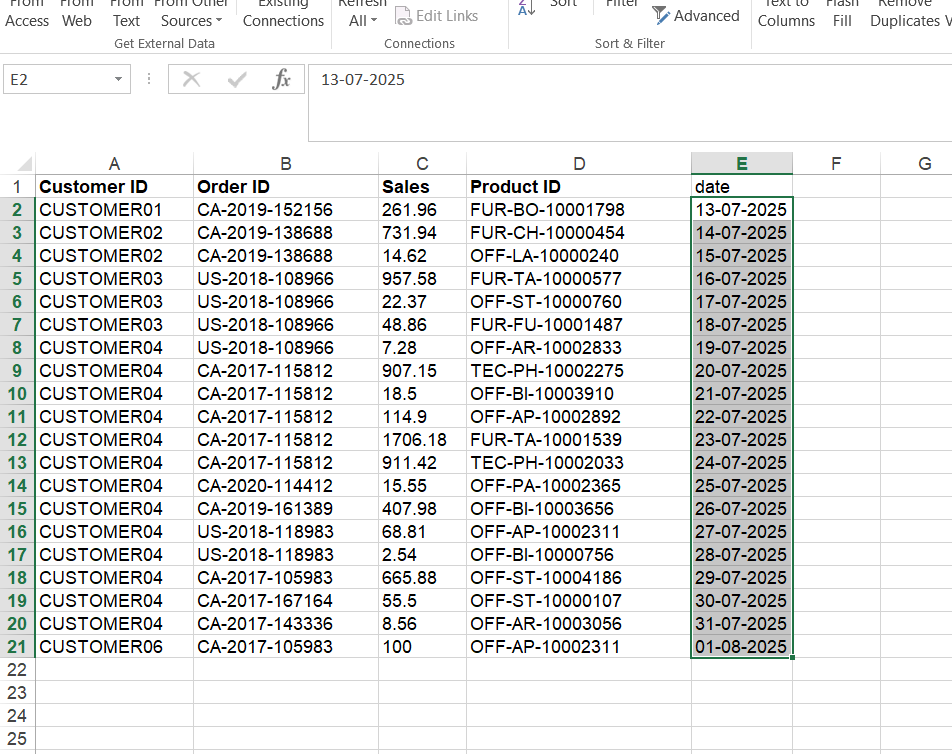 From From From From Other Existing Refresh Sort Filter Text to Flash Remove
Access Web Text Sources Connections All Edit Links Advanced Columns Fill Duplicates
Get External Data Connections Sort & Filter
E2 fx 13-07-2025
A B C D E F G
1 Customer ID Order ID Sales Product ID date
2 CUSTOMER01 CA-2019-152156 261.96 FUR-BO-10001798 13-07-2025
3 CUSTOMER02 CA-2019-138688 731.94 FUR-CH-10000454 14-07-2025
4 CUSTOMER02 CA-2019-138688 14.62 OFF-LA-10000240 15-07-2025
5 CUSTOMER03 US-2018-108966 957.58 FUR-TA-10000577 16-07-2025
6 CUSTOMER03 US-2018-108966 22.37 OFF-ST-10000760 17-07-2025
7 CUSTOMER03 US-2018-108966 48.86 FUR-FU-10001487 18-07-2025
8 CUSTOMER04 US-2018-108966 7.28 OFF-AR-10002833 19-07-2025
9 CUSTOMER04 CA-2017-115812 907.15 TEC-PH-10002275 20-07-2025
10 CUSTOMER04 CA-2017-115812 18.5 OFF-BI-10003910 21-07-2025
11 CUSTOMER04 CA-2017-115812 114.9 OFF-AP-10002892 22-07-2025
12 CUSTOMER04 CA-2017-115812 1706.18 FUR-TA-10001539 23-07-2025
13 CUSTOMER04 CA-2017-115812 911.42 TEC-PH-10002033 24-07-2025
14 CUSTOMER04 CA-2020-114412 15.55 OFF-PA-10002365 25-07-2025
15 CUSTOMER04 CA-2019-161389 407.98 OFF-BI-10003656 26-07-2025
16 CUSTOMER04 US-2018-118983 68.81 OFF-AP-10002311 27-07-2025
17 CUSTOMER04 US-2018-118983 2.54 OFF-BI-10000756 28-07-2025
18 CUSTOMER04 CA-2017-105983 665.88 OFF-ST-10004186 29-07-2025
19 CUSTOMER04 CA-2017-167164 55.5 OFF-ST-10000107 30-07-2025
20 CUSTOMER04 CA-2017-143336 8.56 OFF-AR-10003056 31-07-2025
21 CUSTOMER06 CA-2017-105983 100 OFF-AP-10002311 01-08-2025
22
23
24
25